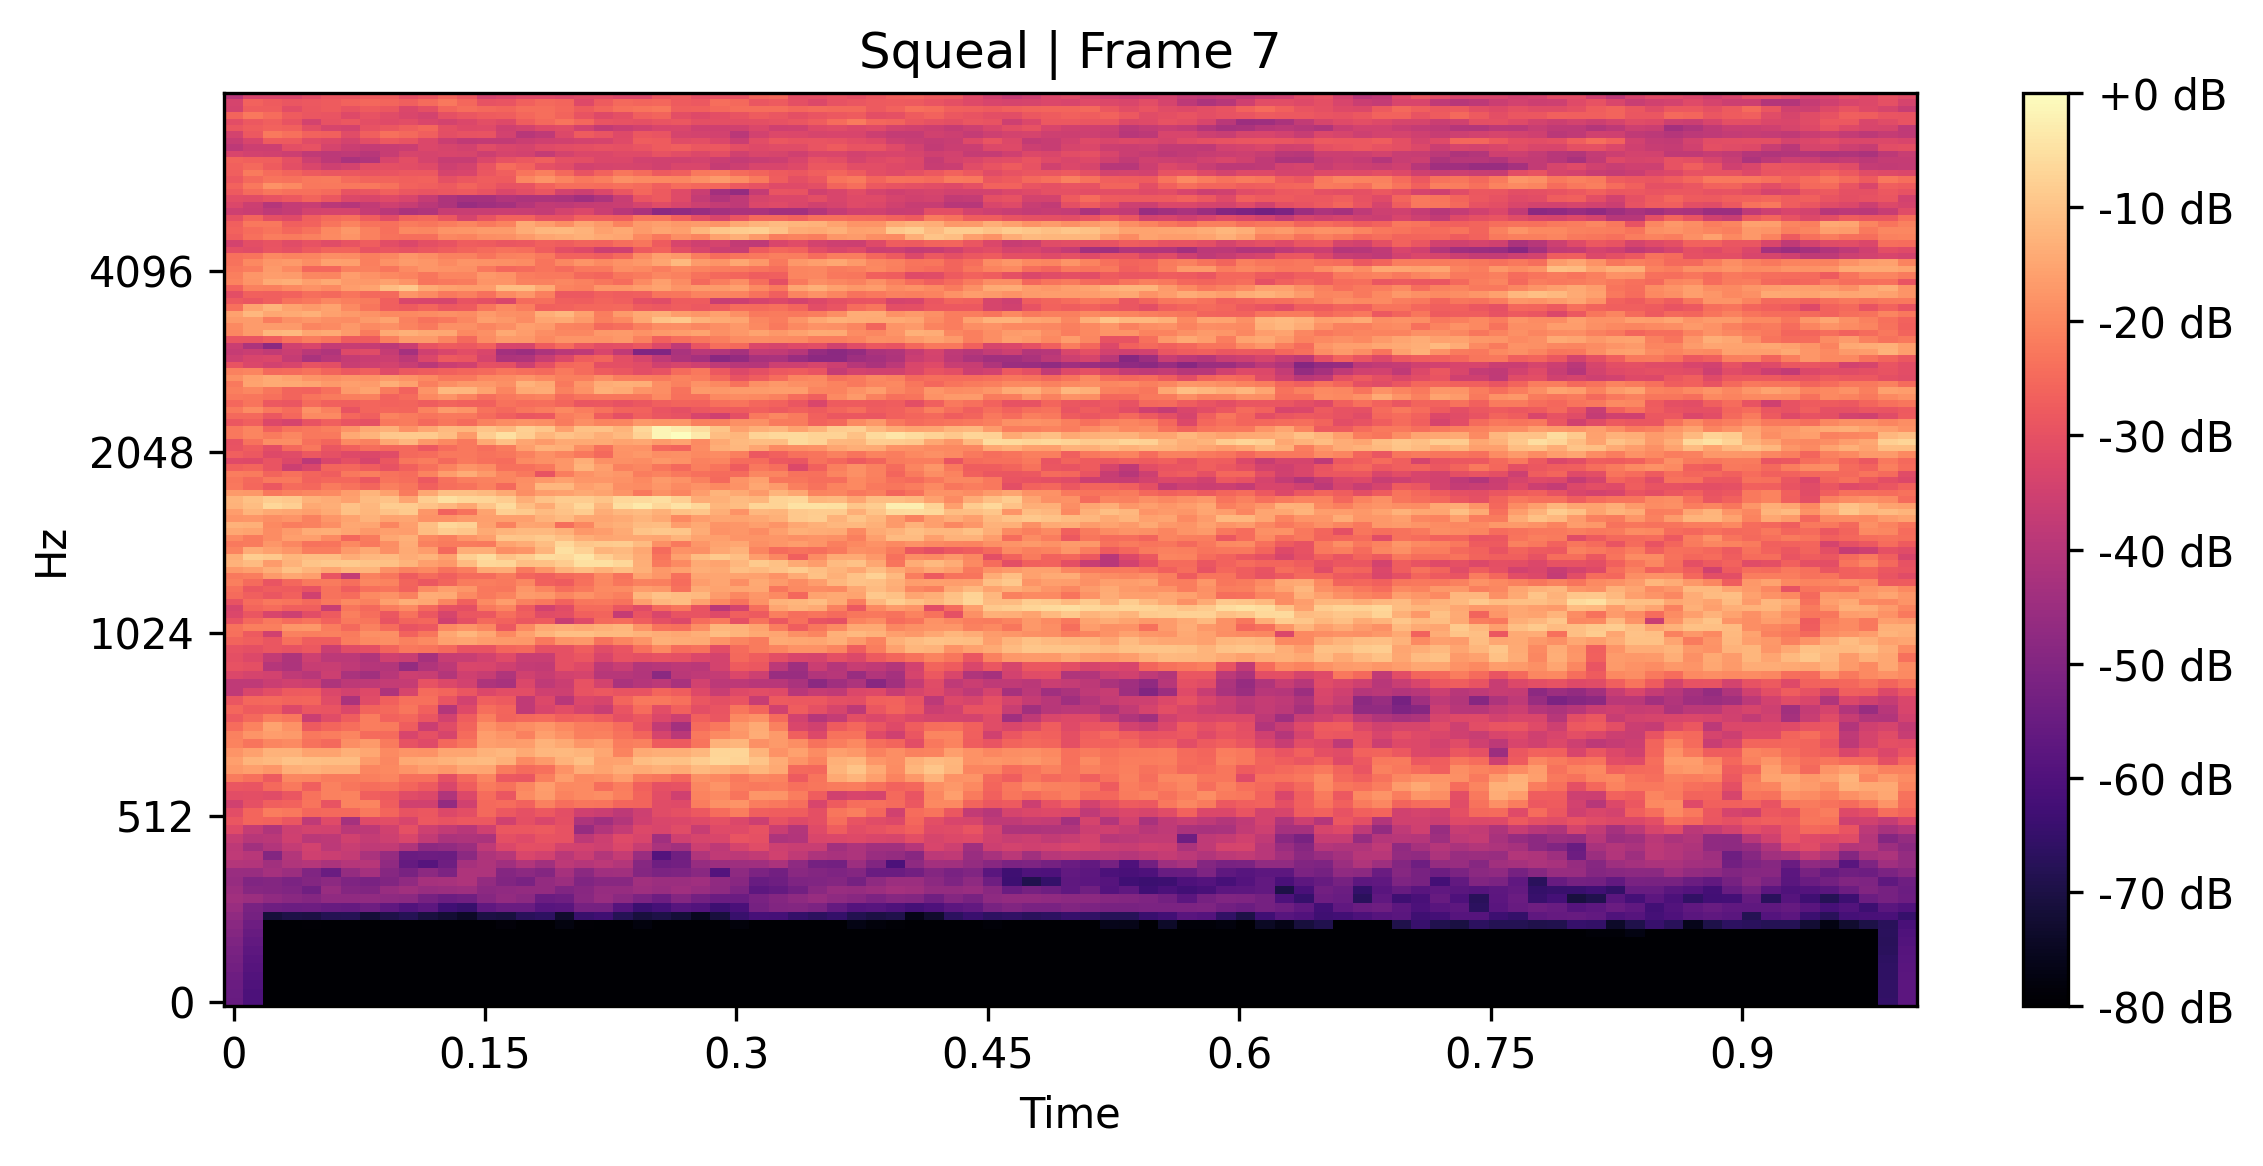 Squeal | Frame 7
+0 dB
-10 dB
4096
-20 dB
-30 dB
2048
-40 dB
Hz
1024
-50 dB
512
-60 dB
-70 dB
0
-80 dB
0 0.15 0.3 0.45 0.6 0.75 0.9
Time